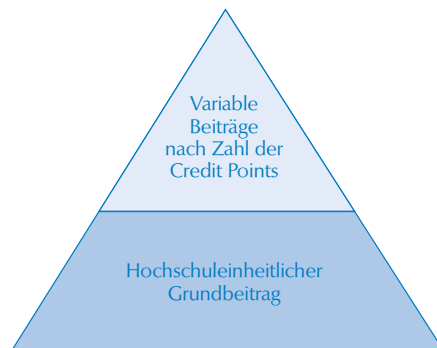 Variable
Beiträge
nach Zahl der
Credit Points
Hochschuleinheitlicher
Grundbeitrag